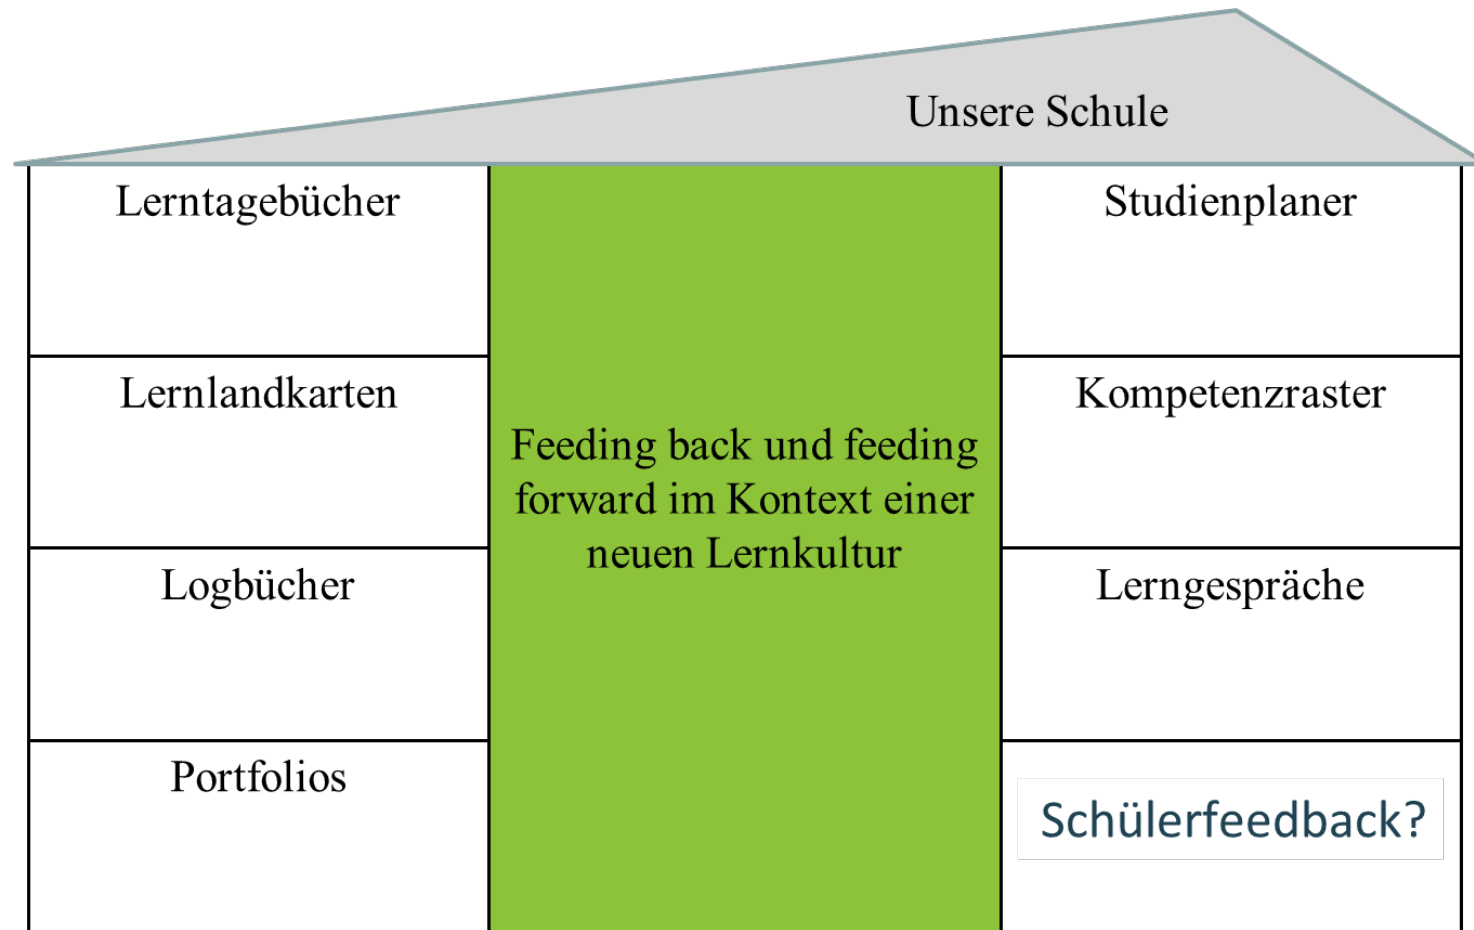 Unsere Schule
Lerntagebücher
Studienplaner
Lernlandkarten
Kompetenzraster
Feeding back und feeding
forward im Kontext einer
neuen Lernkultur
Logbücher
Lerngespräche
Portfolios
Schülerfeedback?